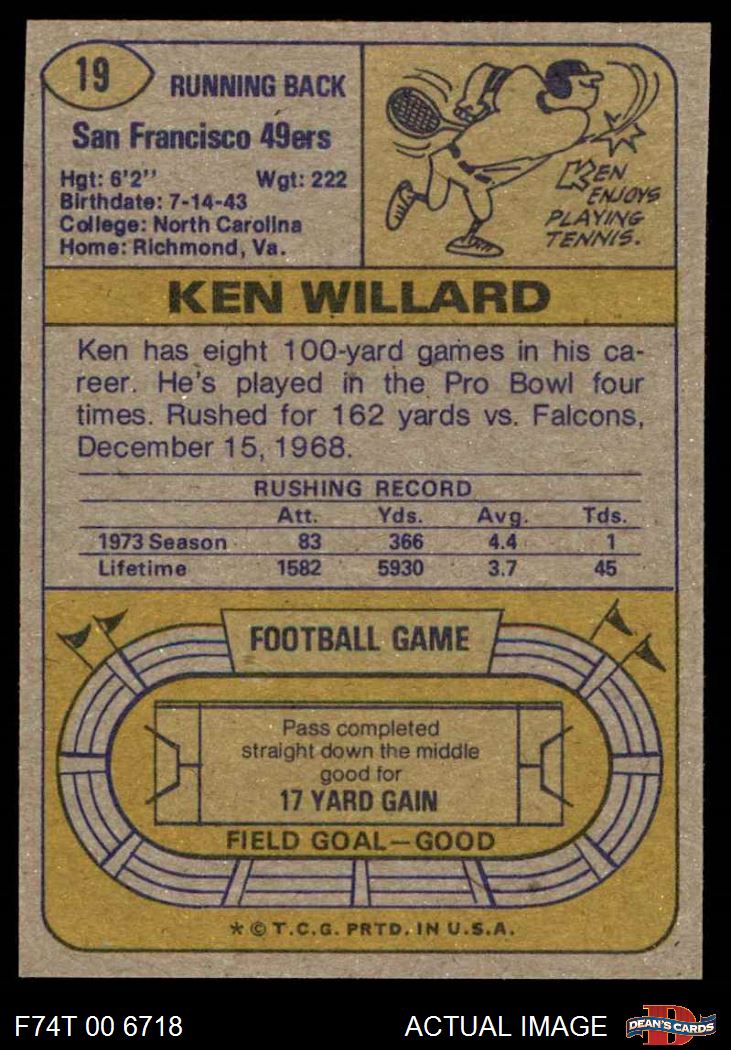 19
RUNNING BACK
San Francisco 49ers
Hgt: 6'2" Wgt: 222
Birthdate: 7-14-43
College: North Carolina
Home: Richmond, Va.
KEN
ENJOYS
PLAYING
TENNIS.
KEN WILLARD
Ken has eight 100-yard games in his ca-
reer. He's played in the Pro Bowl four
times. Rushed for 162 yards vs. Falcons,
December 15, 1968.
RUSHING RECORD
Att. Yds. Avg. Tds.
1973 Season 83 366 4.4 1
Lifetime 1582 5930 3.7 45
FOOTBALL GAME
Pass completed
straight down the middle
good for
17 YARD GAIN
FIELD GOAL—GOOD
* © T.C.G. PRTD. IN U.S.A.
F74T 00 6718 ACTUAL IMAGE
D
DEAN'S CARDS